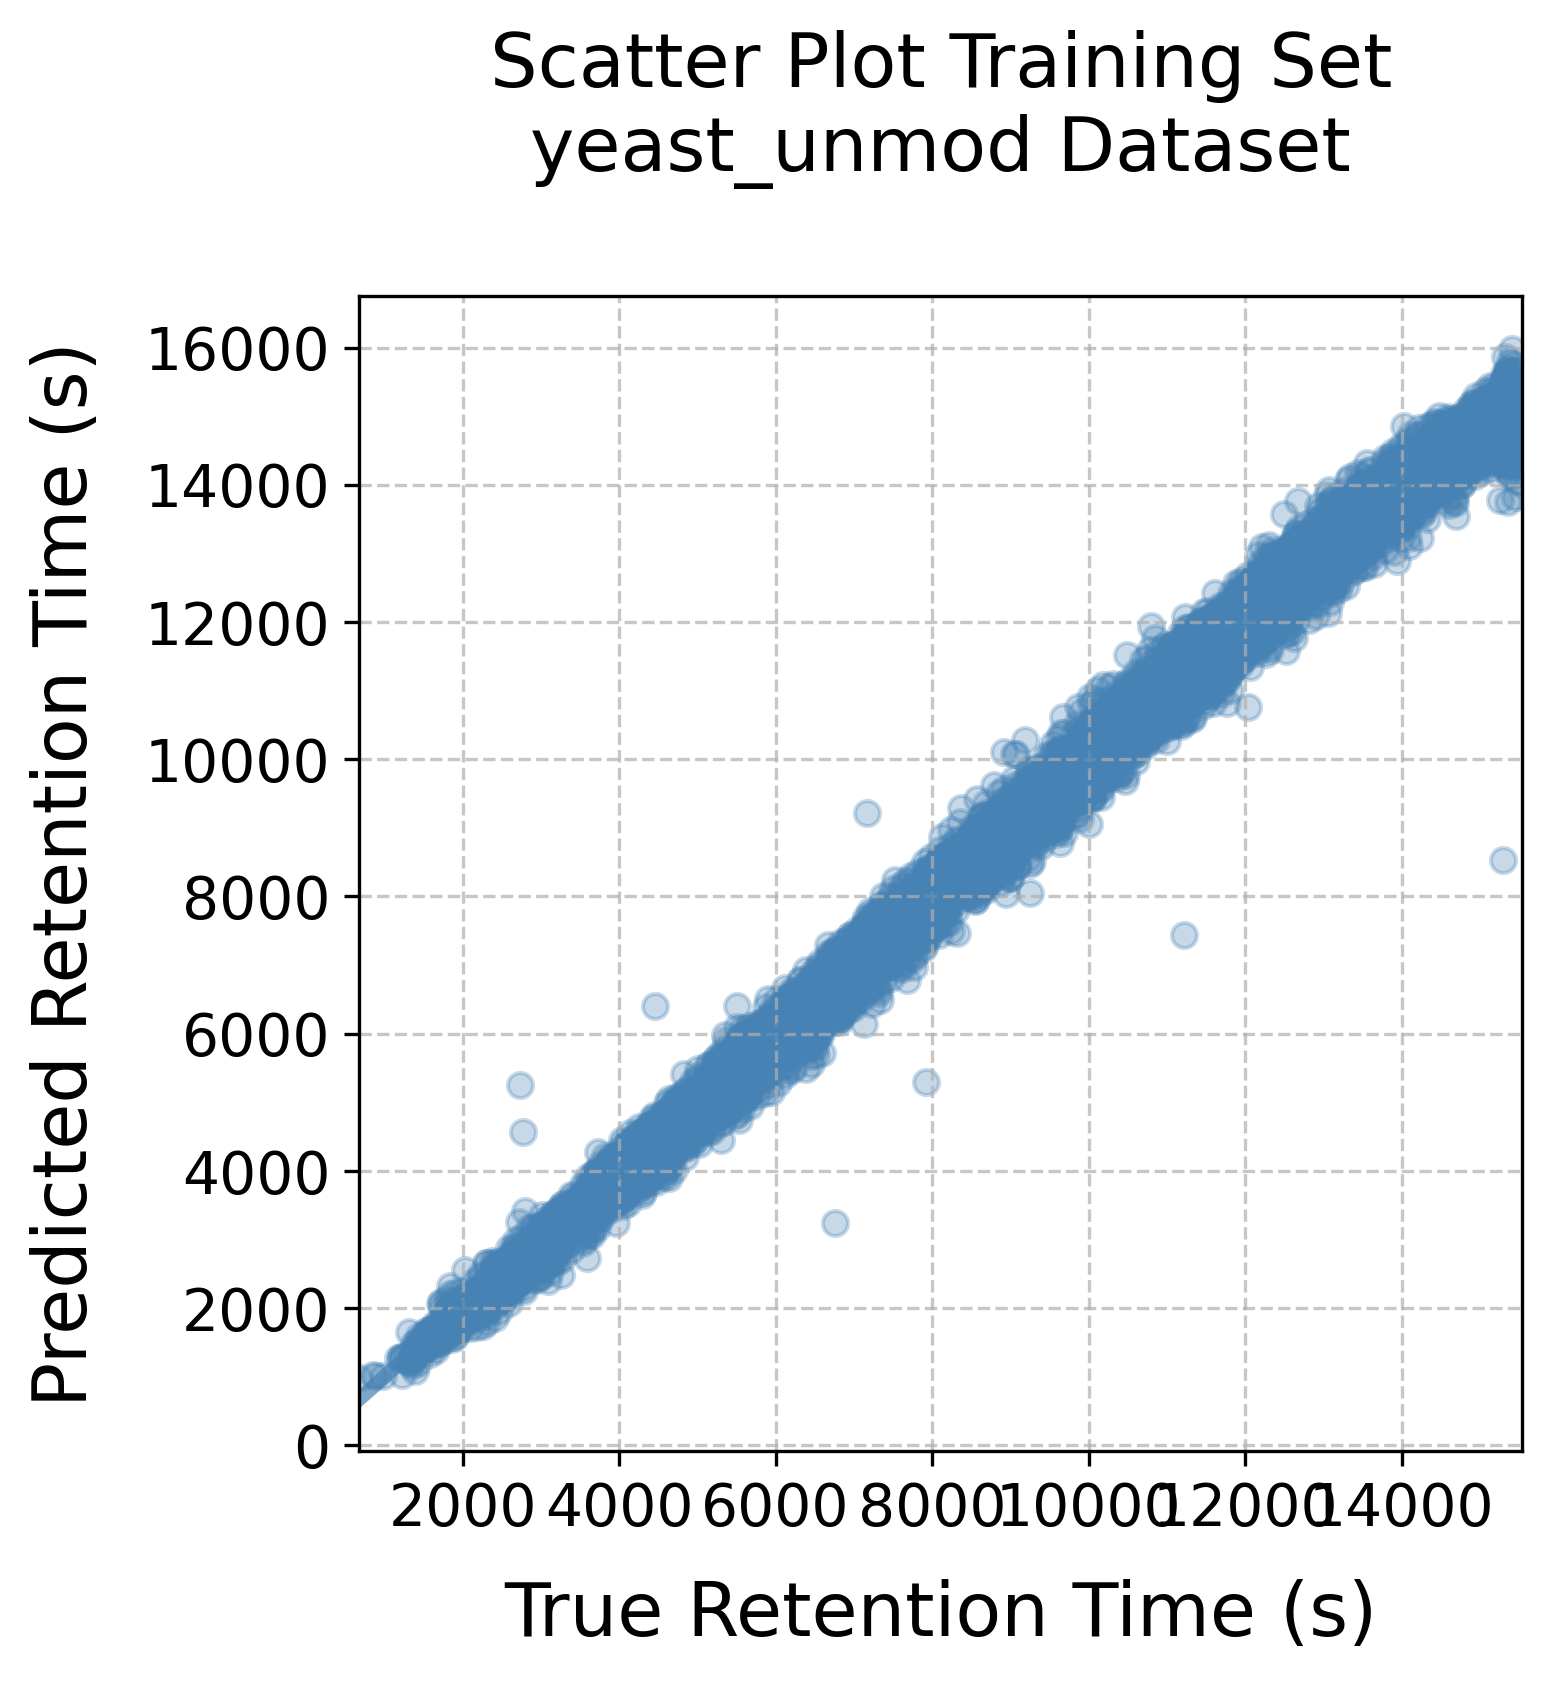 Scatter Plot Training Set
yeast_unmod Dataset
Predicted Retention Time (s)
16000
14000
12000
10000
8000
6000
4000
2000
0
2000 4000 6000 8000 10000 12000 14000
True Retention Time (s)